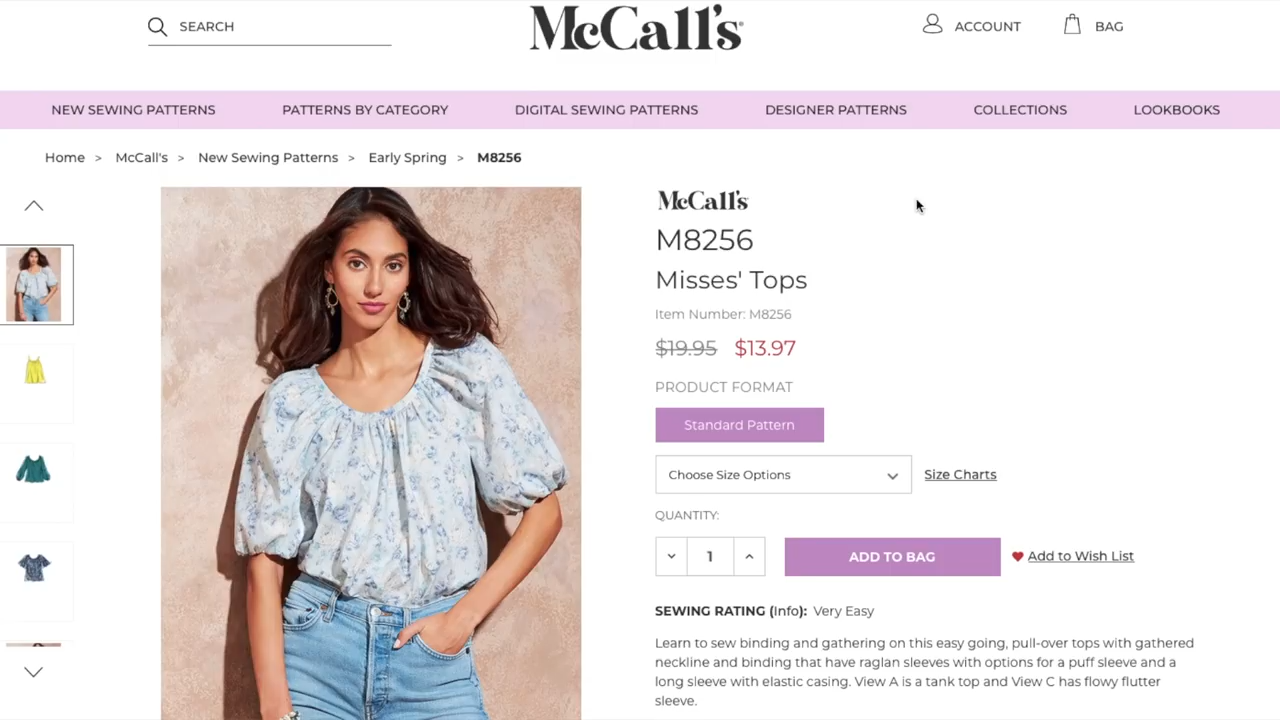 SEARCH
McCall's
ACCOUNT
BAG
NEW SEWING PATTERNS
PATTERNS BY CATEGORY
DIGITAL SEWING PATTERNS
DESIGNER PATTERNS
COLLECTIONS
LOOKBOOKS
Home > McCall's > New Sewing Patterns > Early Spring > M8256
McCall's
M8256
Misses' Tops
Item Number: M8256
$19.95 $13.97
PRODUCT FORMAT
Standard Pattern
Choose Size Options
Size Charts
QUANTITY:
1
ADD TO BAG
Add to Wish List
SEWING RATING (Info): Very Easy
Learn to sew binding and gathering on this easy going, pull-over tops with gathered
neckline and binding that have raglan sleeves with options for a puff sleeve and a
long sleeve with elastic casing. View A is a tank top and View C has flowy flutter
sleeve.